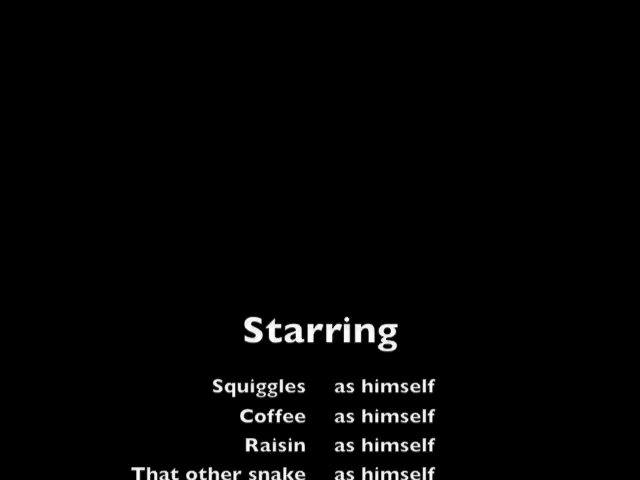 Starring
Squiggles as himself
Coffee as himself
Raisin as himself
That other snake as himself